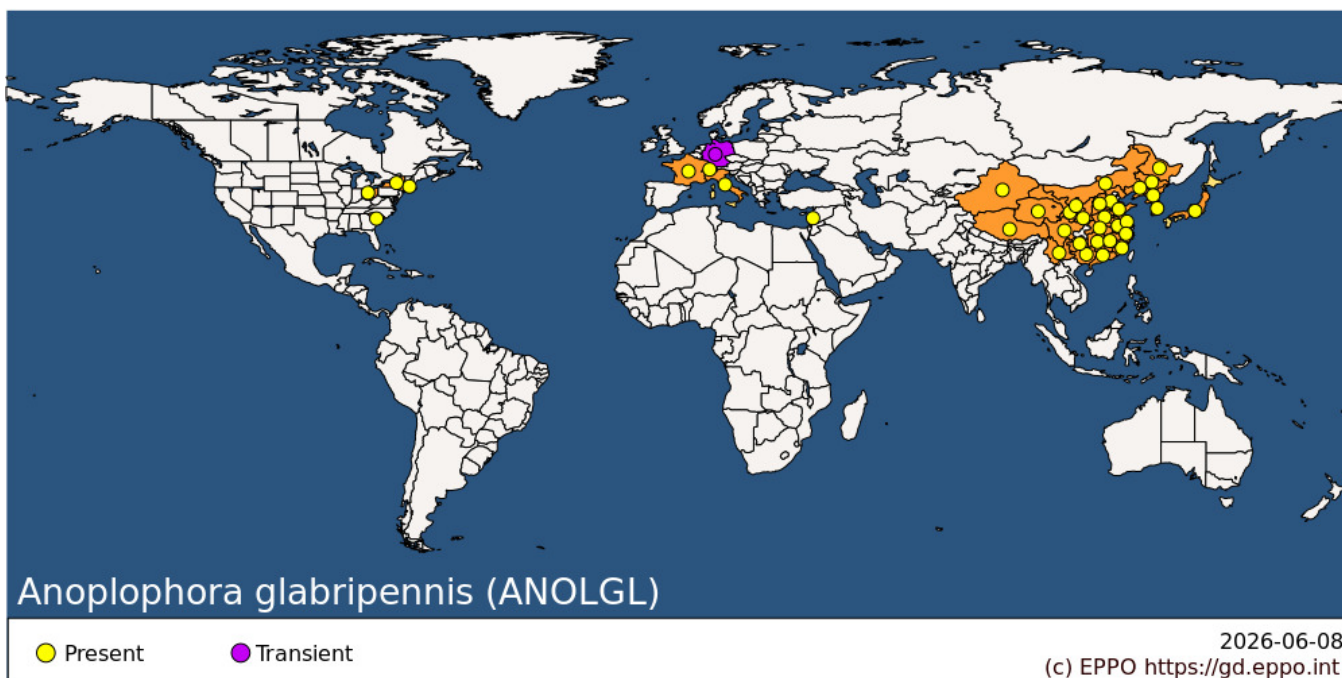 Anoplophora glabripennis (ANOLGL)
Present
Transient
2026-06-08
(c) EPPO https://gd.eppo.int